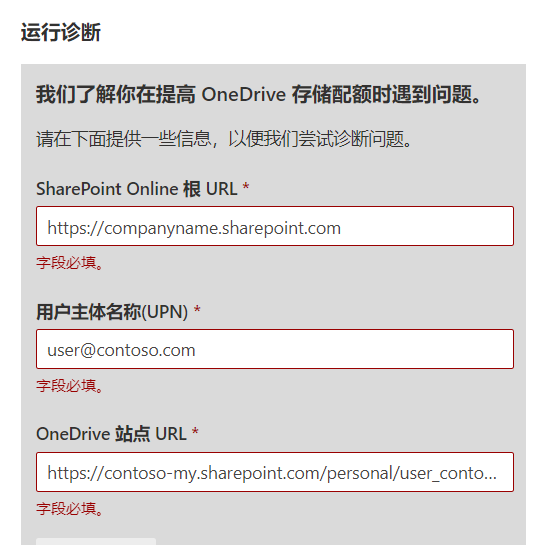 运行诊断
我们了解你在提高 OneDrive 存储配额时遇到问题。
请在下面提供一些信息，以便我们尝试诊断问题。
SharePoint Online 根 URL *
https://companyname.sharepoint.com
字段必填。
用户主体名称(UPN) *
user@contoso.com
字段必填。
OneDrive 站点 URL *
https://contoso-my.sharepoint.com/personal/user_conto...
字段必填。